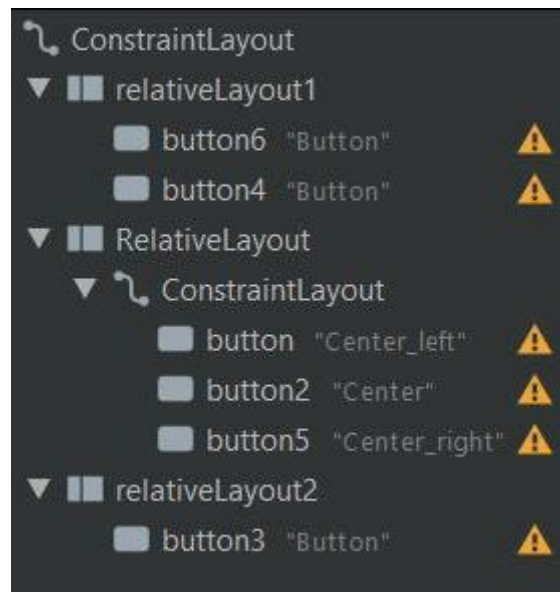 ConstraintLayout
relativeLayout1
button6 "Button"
button4 "Button"
RelativeLayout
ConstraintLayout
button "Center_left"
button2 "Center"
button5 "Center_right"
relativeLayout2
button3 "Button"